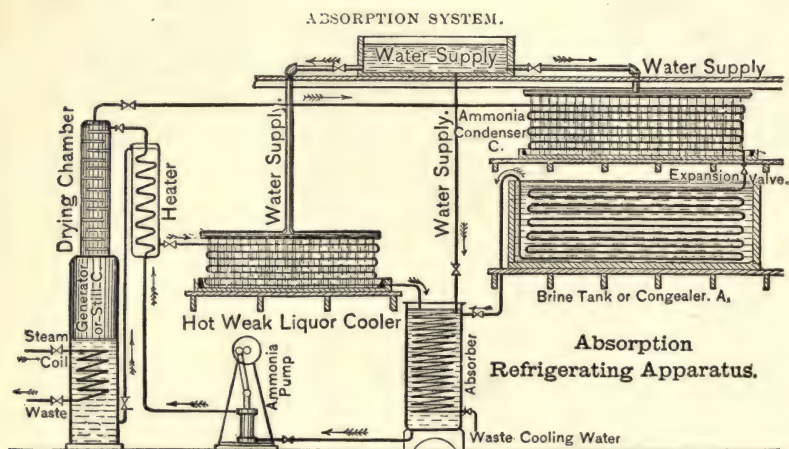 ABSORPTION SYSTEM.
Water Supply
Water Supply
Ammonia
Condenser
C.
Expansion Valve.
Drying Chamber
Heater
Water Supply.
Water Supply.
Generator
or Still C.
Brine Tank or Congealer. A.
Hot Weak Liquor Cooler
Steam
Coil
Waste
Ammonia
Pump
Absorber
Absorption
Refrigerating Apparatus.
Waste Cooling Water